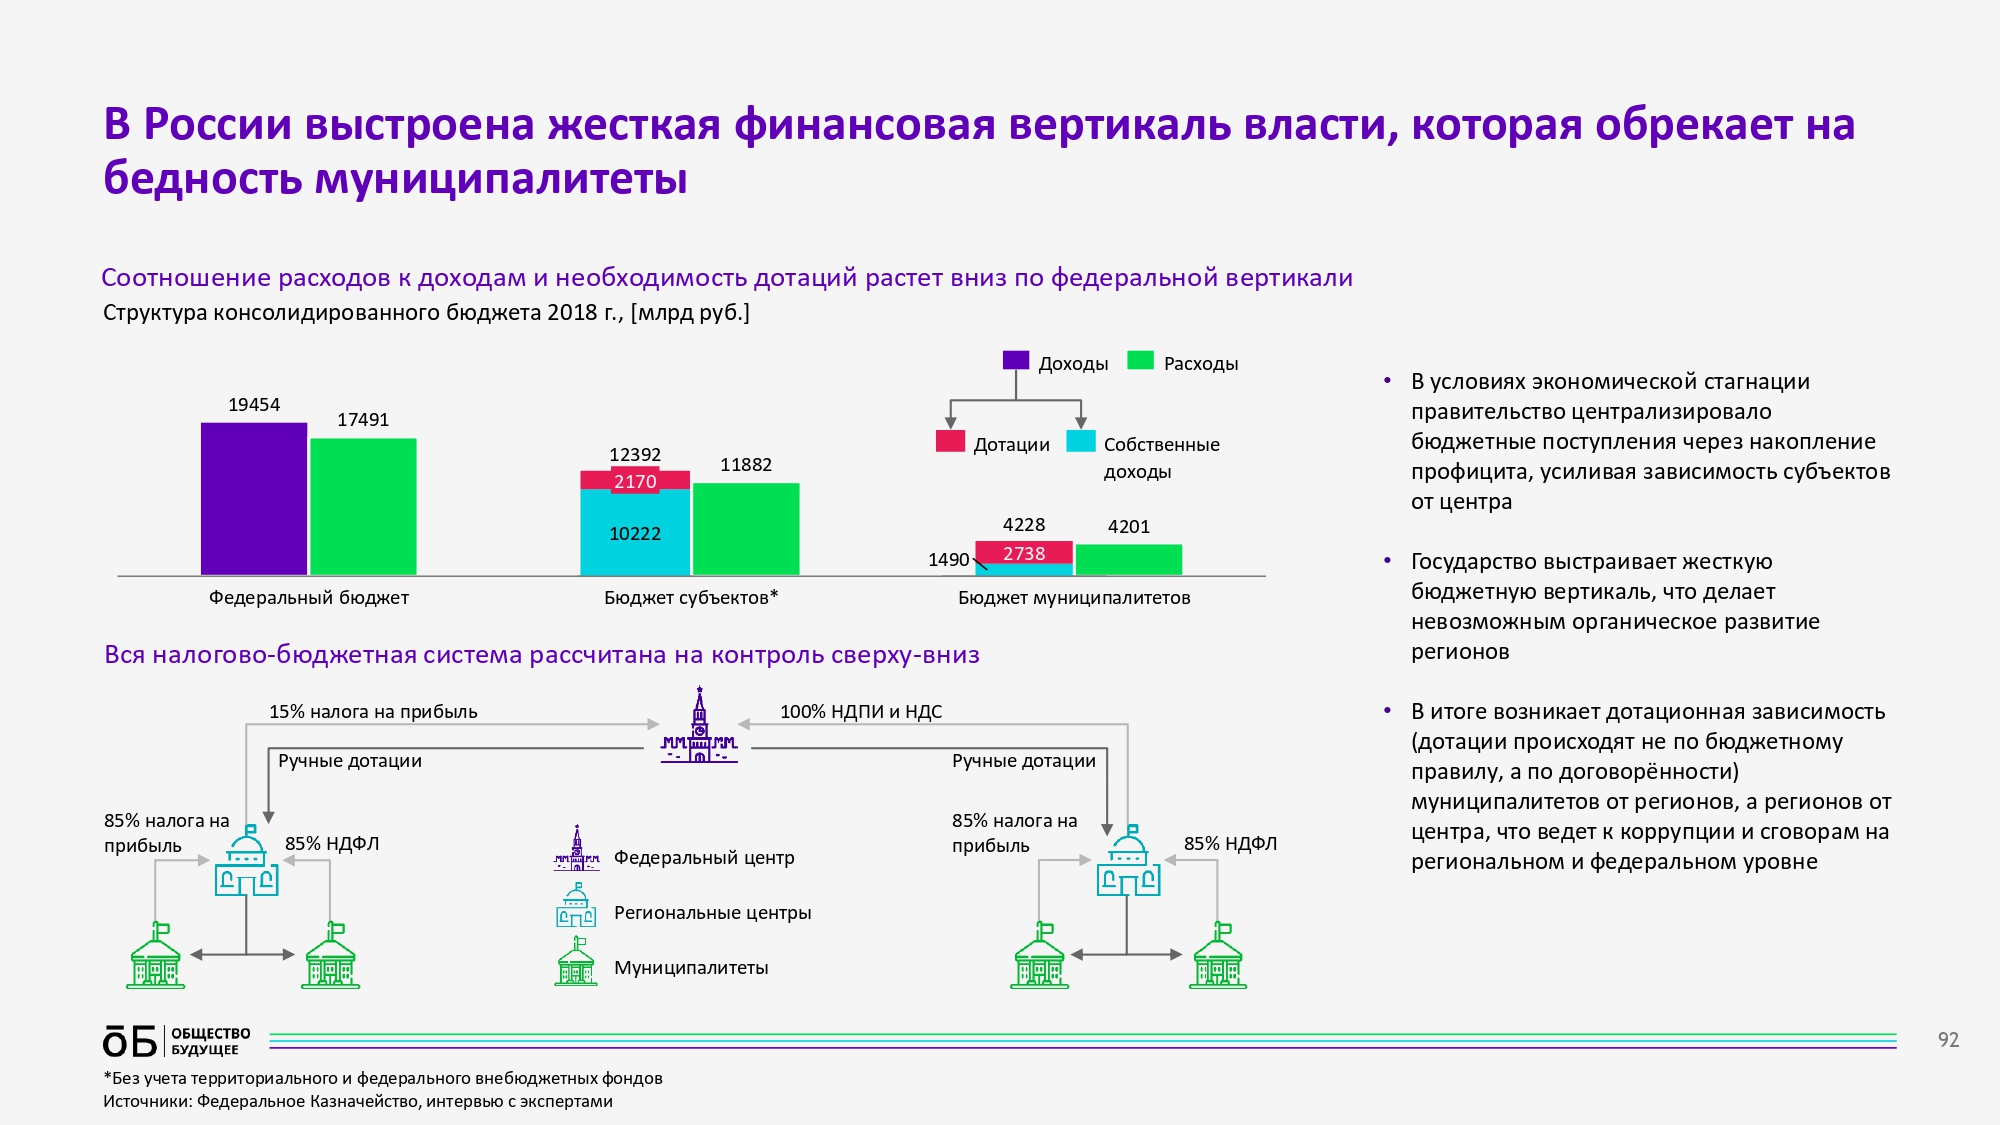 В России выстроена жесткая финансовая вертикаль власти, которая обрекает на
бедность муниципалитеты
Соотношение расходов к доходам и необходимость дотаций растет вниз по федеральной вертикали
Структура консолидированного бюджета 2018 г., [млрд руб.]
Доходы
Расходы
Дотации
Собственные
доходы
19454
17491
12392
2170
10222
11882
4228
2738
1490
4201
Федеральный бюджет
Бюджет субъектов*
Бюджет муниципалитетов
Вся налогово-бюджетная система рассчитана на контроль сверху-вниз
15% налога на прибыль
100% НДПИ и НДС
Ручные дотации
Ручные дотации
85% налога на
прибыль
85% НДФЛ
85% налога на
прибыль
85% НДФЛ
Федеральный центр
Региональные центры
Муниципалитеты
• В условиях экономической стагнации
правительство централизировало
бюджетные поступления через накопление
профицита, усиливая зависимость субъектов
от центра
• Государство выстраивает жесткую
бюджетную вертикаль, что делает
невозможным органическое развитие
регионов
• В итоге возникает дотационная зависимость
(дотации происходят не по бюджетному
правилу, а по договорённости)
муниципалитетов от регионов, а регионов от
центра, что ведет к коррупции и сговорам на
региональном и федеральном уровне
ōБ
ОБЩЕСТВО
БУДУЩЕЕ
92
*Без учета территориального и федерального внебюджетных фондов
Источники: Федеральное Казначейство, интервью с экспертами